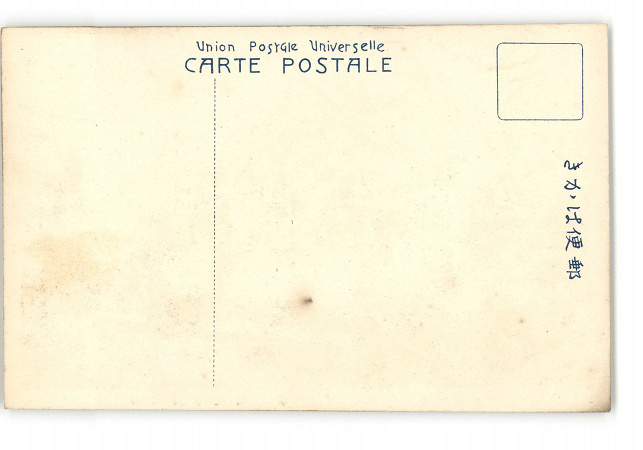 Union Postale Universelle
CARTE POSTALE
郵便はがき